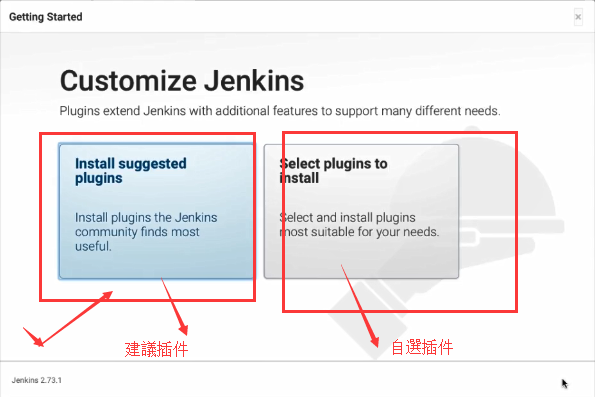 Getting Started
Customize Jenkins
Plugins extend Jenkins with additional features to support many different needs.
Install suggested
plugins
Install plugins the Jenkins
community finds most
useful.
Select plugins to
install
Select and install plugins
most suitable for your needs.
建議插件
自選插件
Jenkins 2.73.1